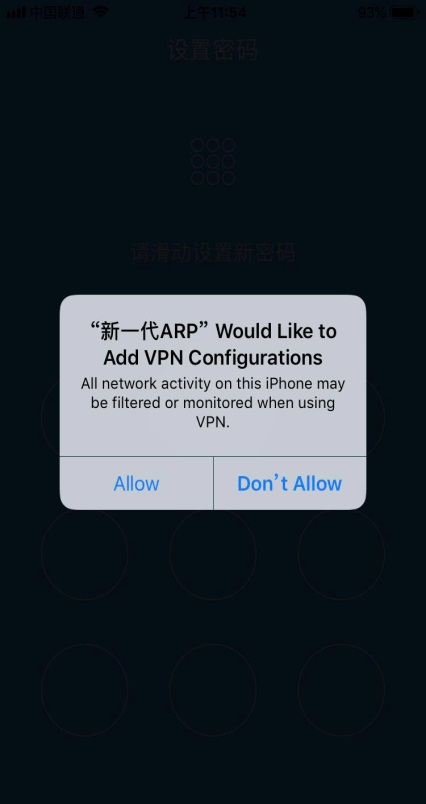 中国联通 上午11:54 93%
设置密码
请滑动设置新密码
“新一代ARP” Would Like to
Add VPN Configurations
All network activity on this iPhone may
be filtered or monitored when using
VPN.
Allow Don’t Allow